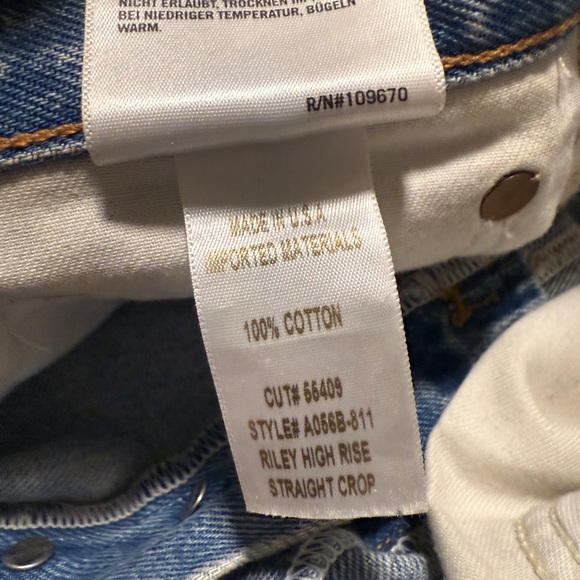 NICHT ERLAUBT, TROCKNEN IM
BEI NIEDRIGER TEMPERATUR, BÜGELN
WARM.
R/N#109670
MADE IN U.S.A
IMPORTED MATERIALS
100% COTTON
CUT# 55409
STYLE# A056B-811
RILEY HIGH RISE
STRAIGHT CROP